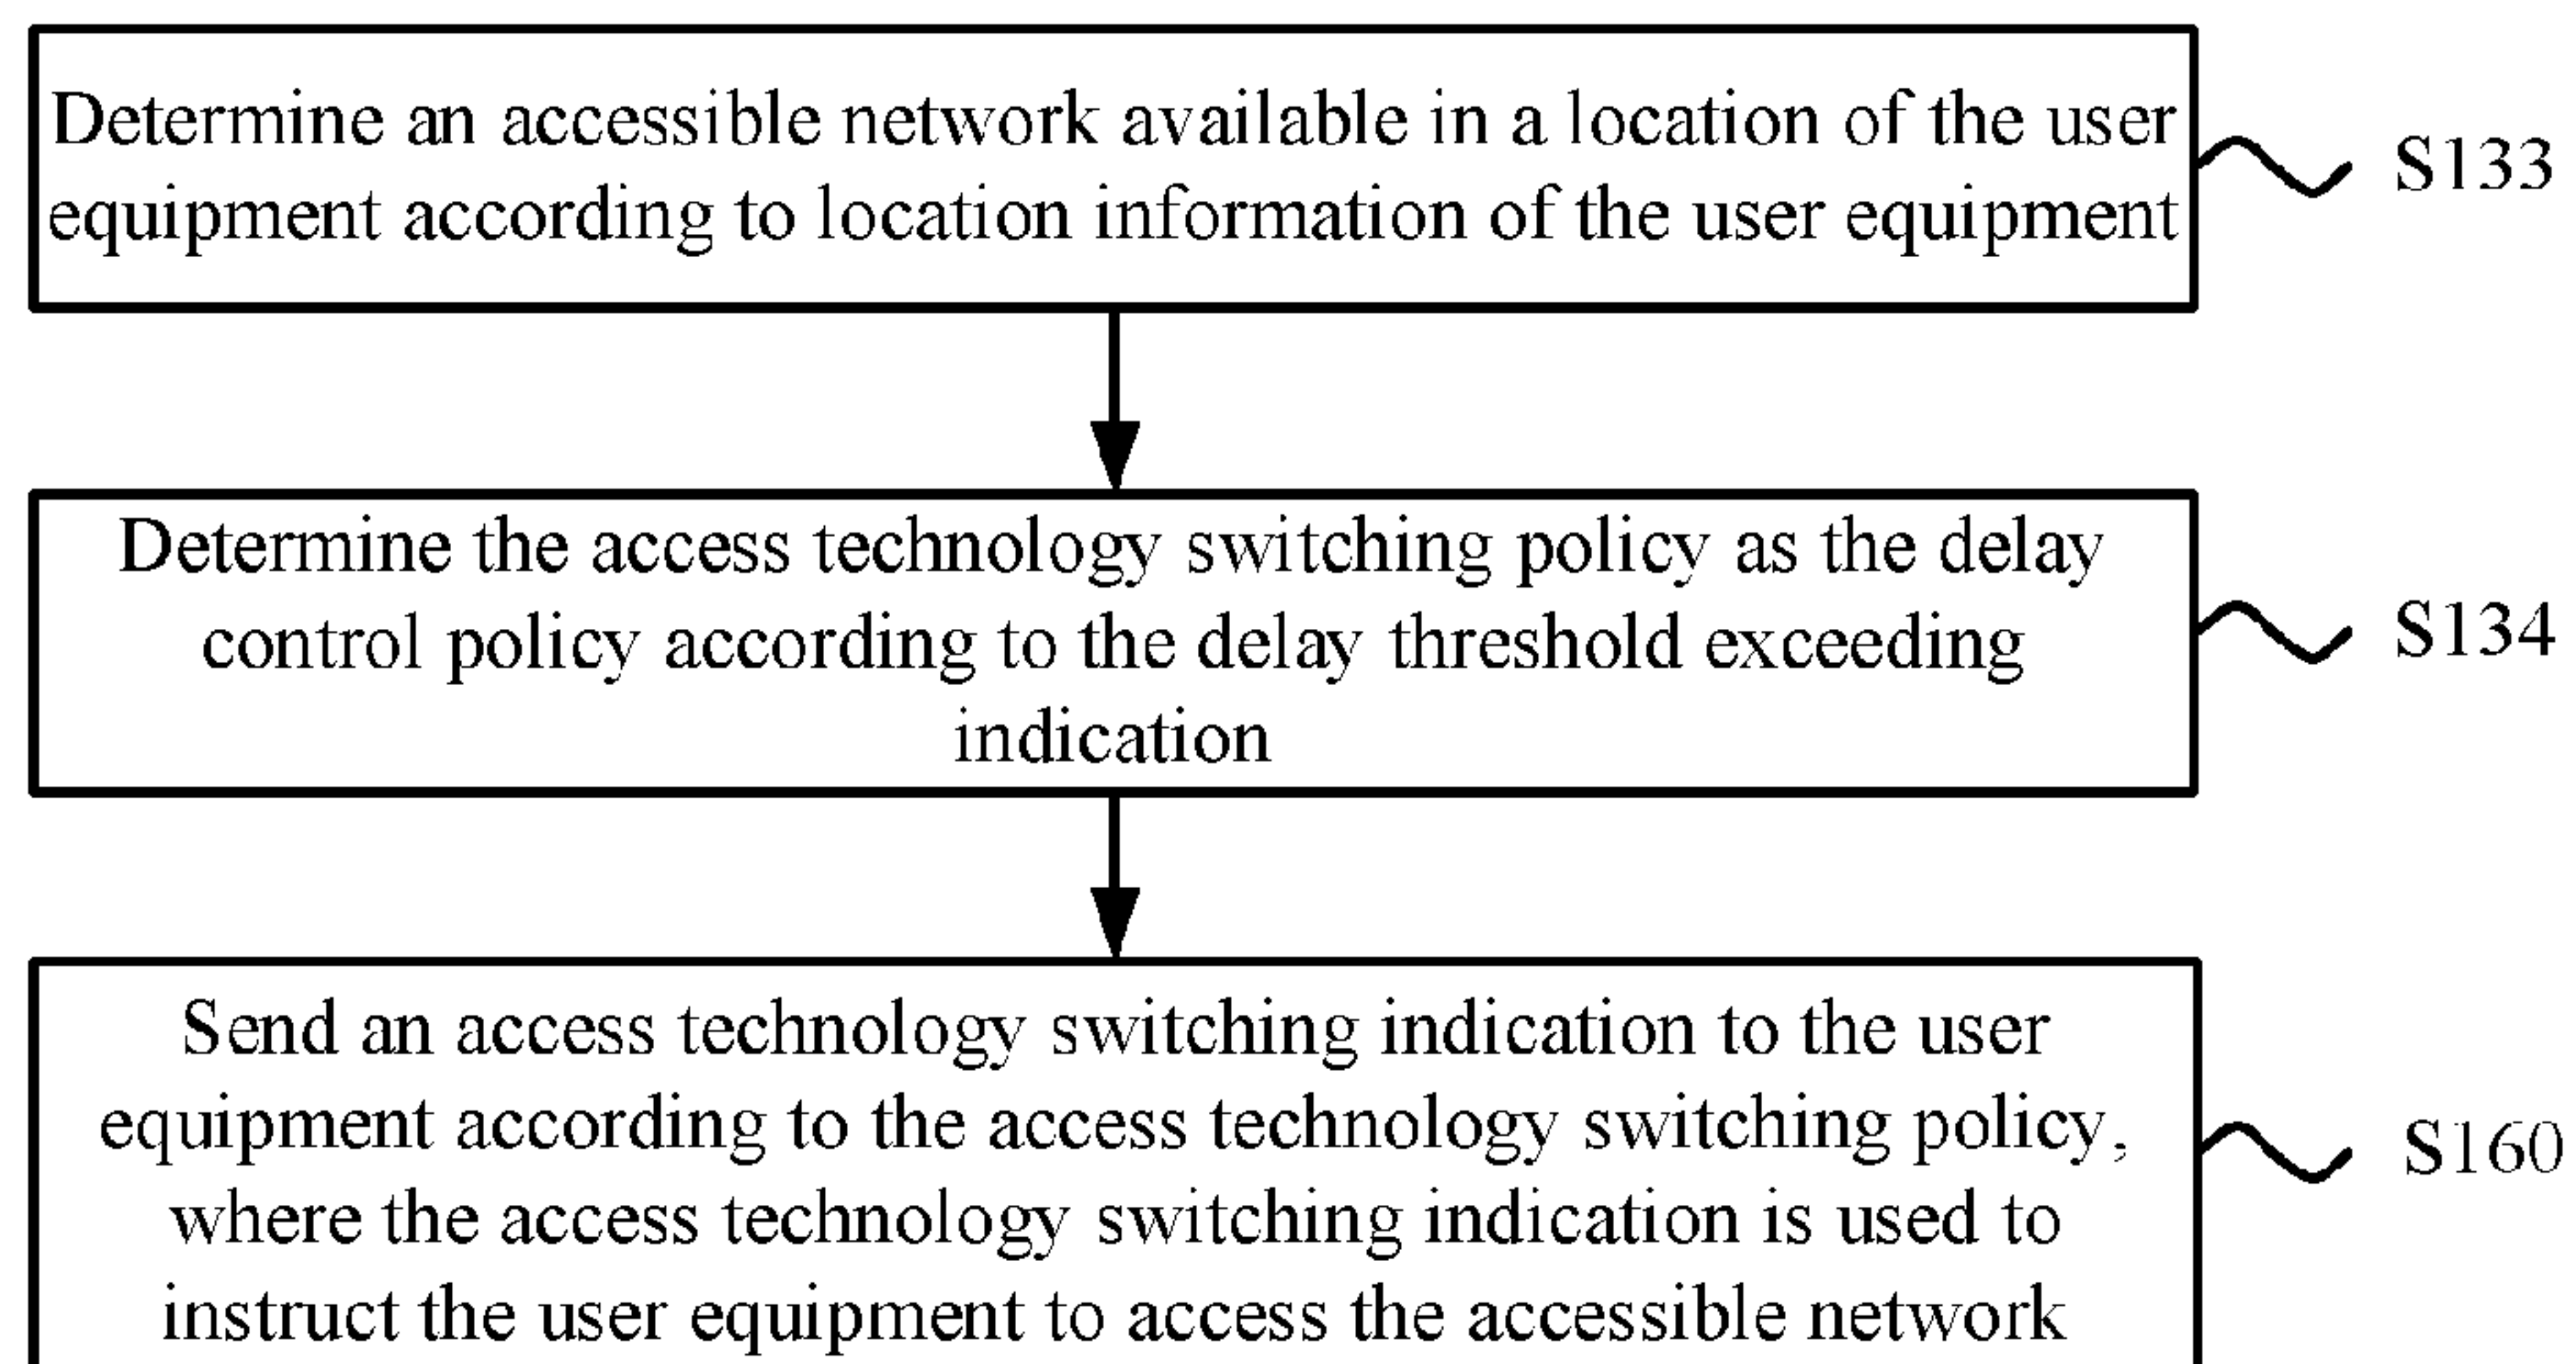 Determine an accessible network available in a location of the user
equipment according to location information of the user equipment
S133
Determine the access technology switching policy as the delay
control policy according to the delay threshold exceeding
indication
S134
Send an access technology switching indication to the user
equipment according to the access technology switching policy,
where the access technology switching indication is used to
instruct the user equipment to access the accessible network
S160